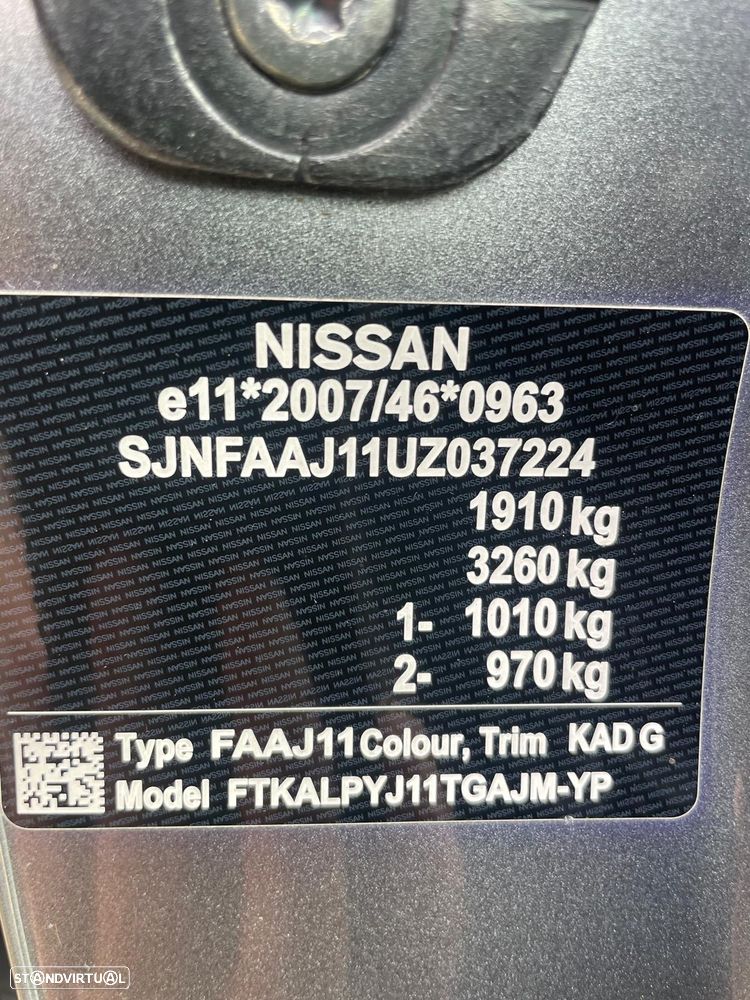 NISSAN
e11*2007/46*0963
SJNFAAJ11UZ037224
1910 kg
3260 kg
1- 1010 kg
2- 970 kg
Type FAAJ11 Colour, Trim KAD G
Model FTKALPYJ11TGAJM-YP
STANDVIRTUAL